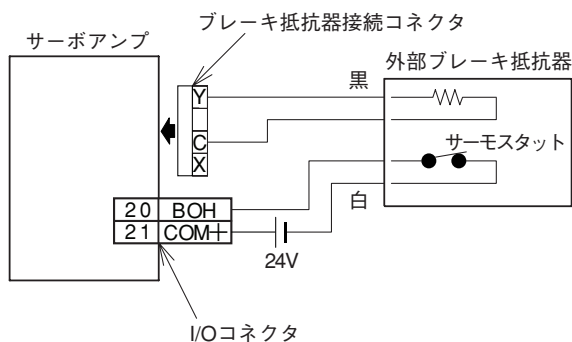 ブレーキ抵抗器接続コネクタ
サーボアンプ
外部ブレーキ抵抗器
黒
Y
C
X
サーモスタット
白
20 BOH
21 COM+
24V
I/Oコネクタ